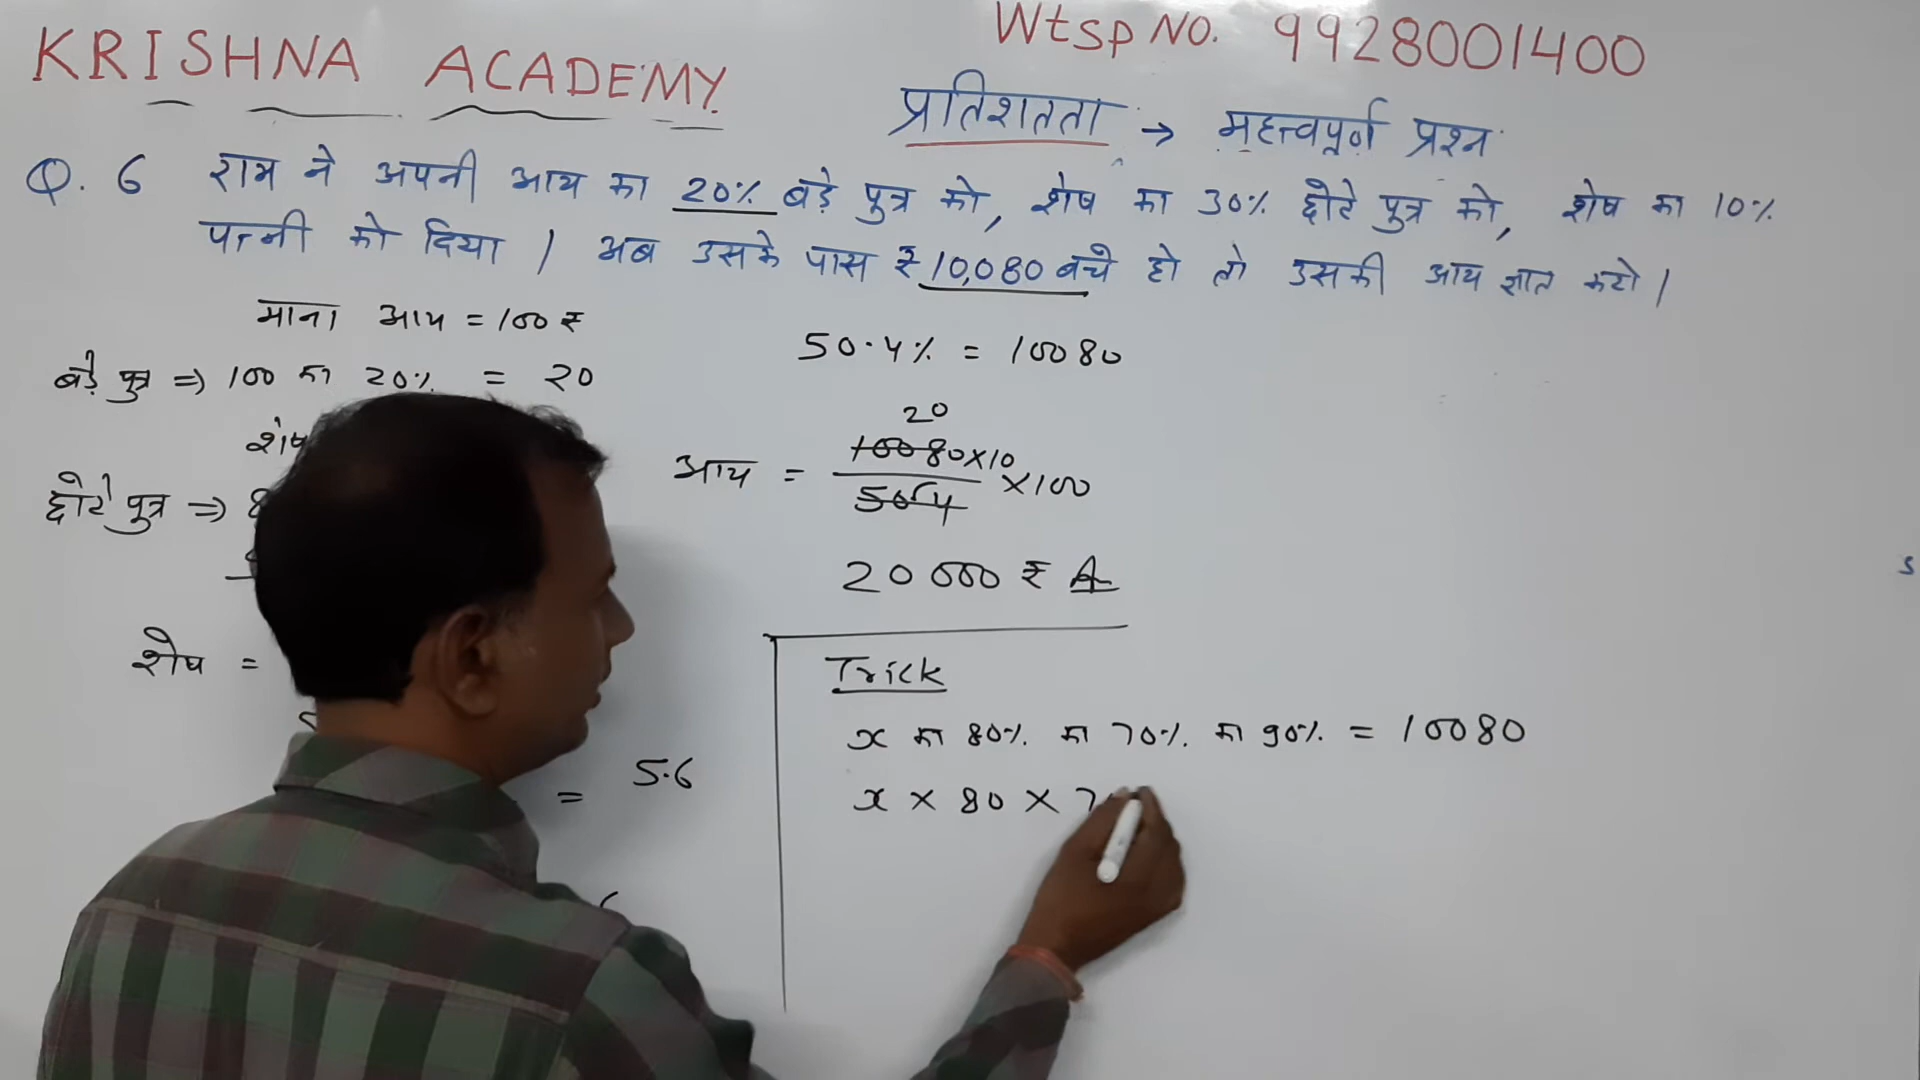 KRISHNA ACADEMY
Wtsp NO. 9928001400
प्रतिशतता → महत्त्वपूर्ण प्रश्न
Q. 6 राम ने अपनी आय का 20% बड़े पुत्र को, शेष का 30% छोटे पुत्र को, शेष का 10%
पत्नी को दिया । अब उसके पास ₹ 10,080 बचे हो तो उसकी आय ज्ञात करो ।
माना आय = 100 ₹
बड़े पुत्र ⇒ 100 का 20% = 20
शेष
छोटे पुत्र ⇒ 8
शेष =
= 5.6
50.4% = 10080
20
आय = 10080×10 / 504 ×100
20000 ₹ A
Trick
x का 80% का 70% का 90% = 10080
x × 80 × 7